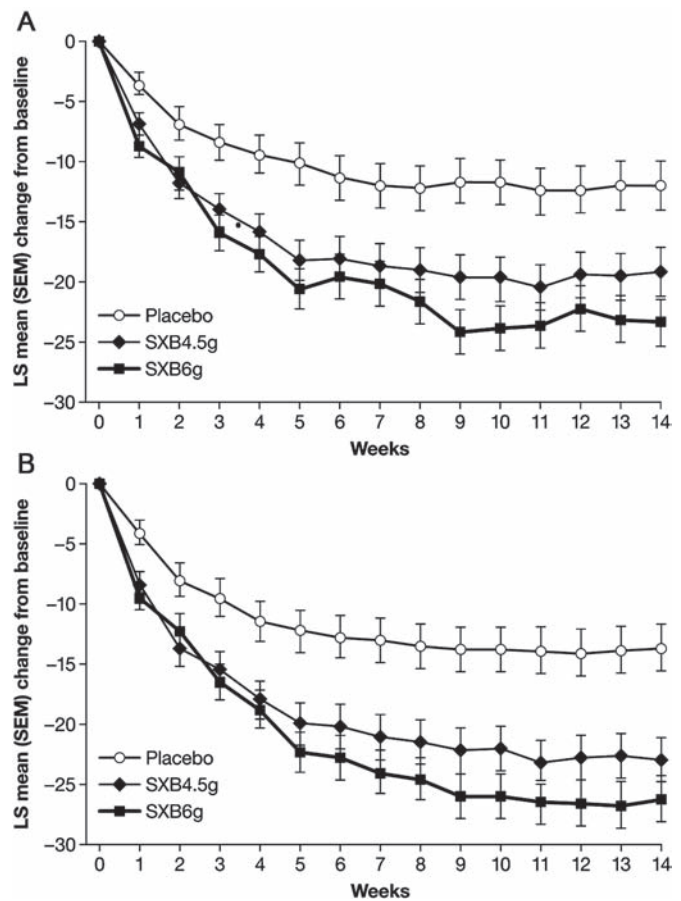 A
LS mean (SEM) change from baseline
0
−5
−10
−15
−20
−25
−30
Placebo
SXB4.5g
SXB6g
0 1 2 3 4 5 6 7 8 9 10 11 12 13 14
Weeks
B
LS mean (SEM) change from baseline
0
−5
−10
−15
−20
−25
−30
Placebo
SXB4.5g
SXB6g
0 1 2 3 4 5 6 7 8 9 10 11 12 13 14
Weeks